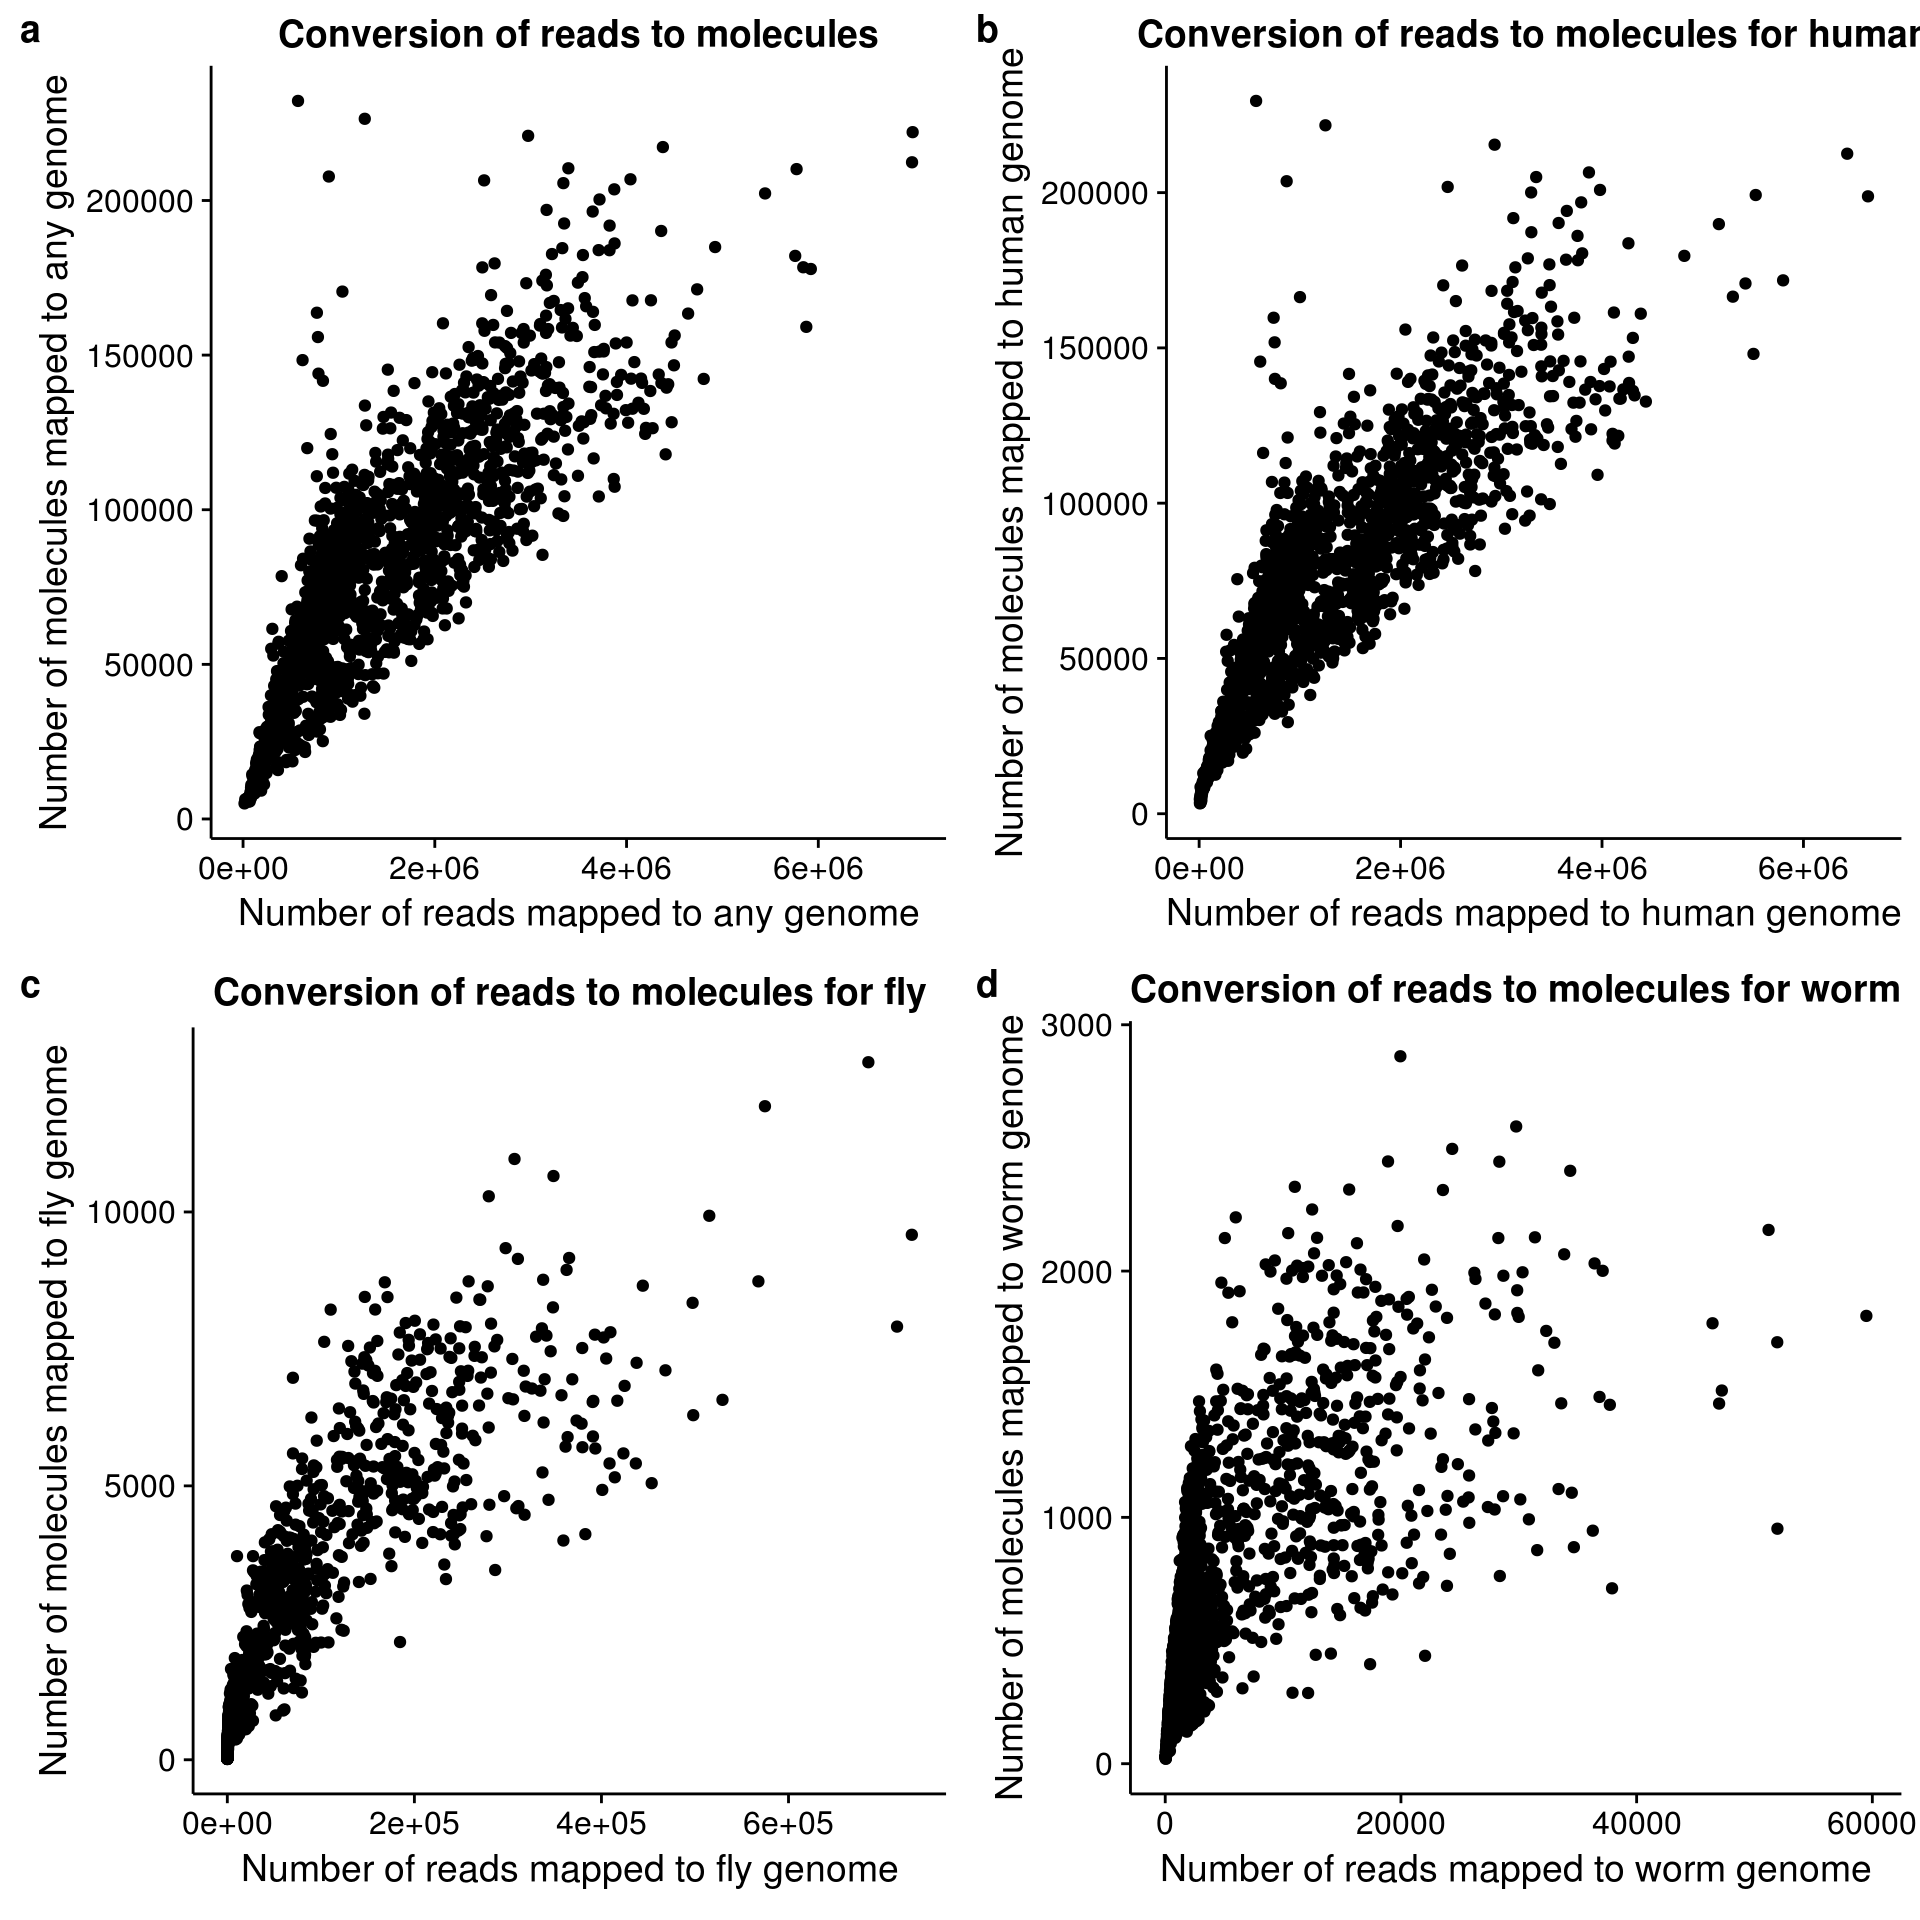 a
Conversion of reads to molecules
Number of molecules mapped to any genome
200000
150000
100000
50000
0
0e+00 2e+06 4e+06 6e+06
Number of reads mapped to any genome
b
Conversion of reads to molecules for human
Number of molecules mapped to human genome
200000
150000
100000
50000
0
0e+00 2e+06 4e+06 6e+06
Number of reads mapped to human genome
c
Conversion of reads to molecules for fly
Number of molecules mapped to fly genome
10000
5000
0
0e+00 2e+05 4e+05 6e+05
Number of reads mapped to fly genome
d
Conversion of reads to molecules for worm
Number of molecules mapped to worm genome
3000
2000
1000
0
0 20000 40000 60000
Number of reads mapped to worm genome